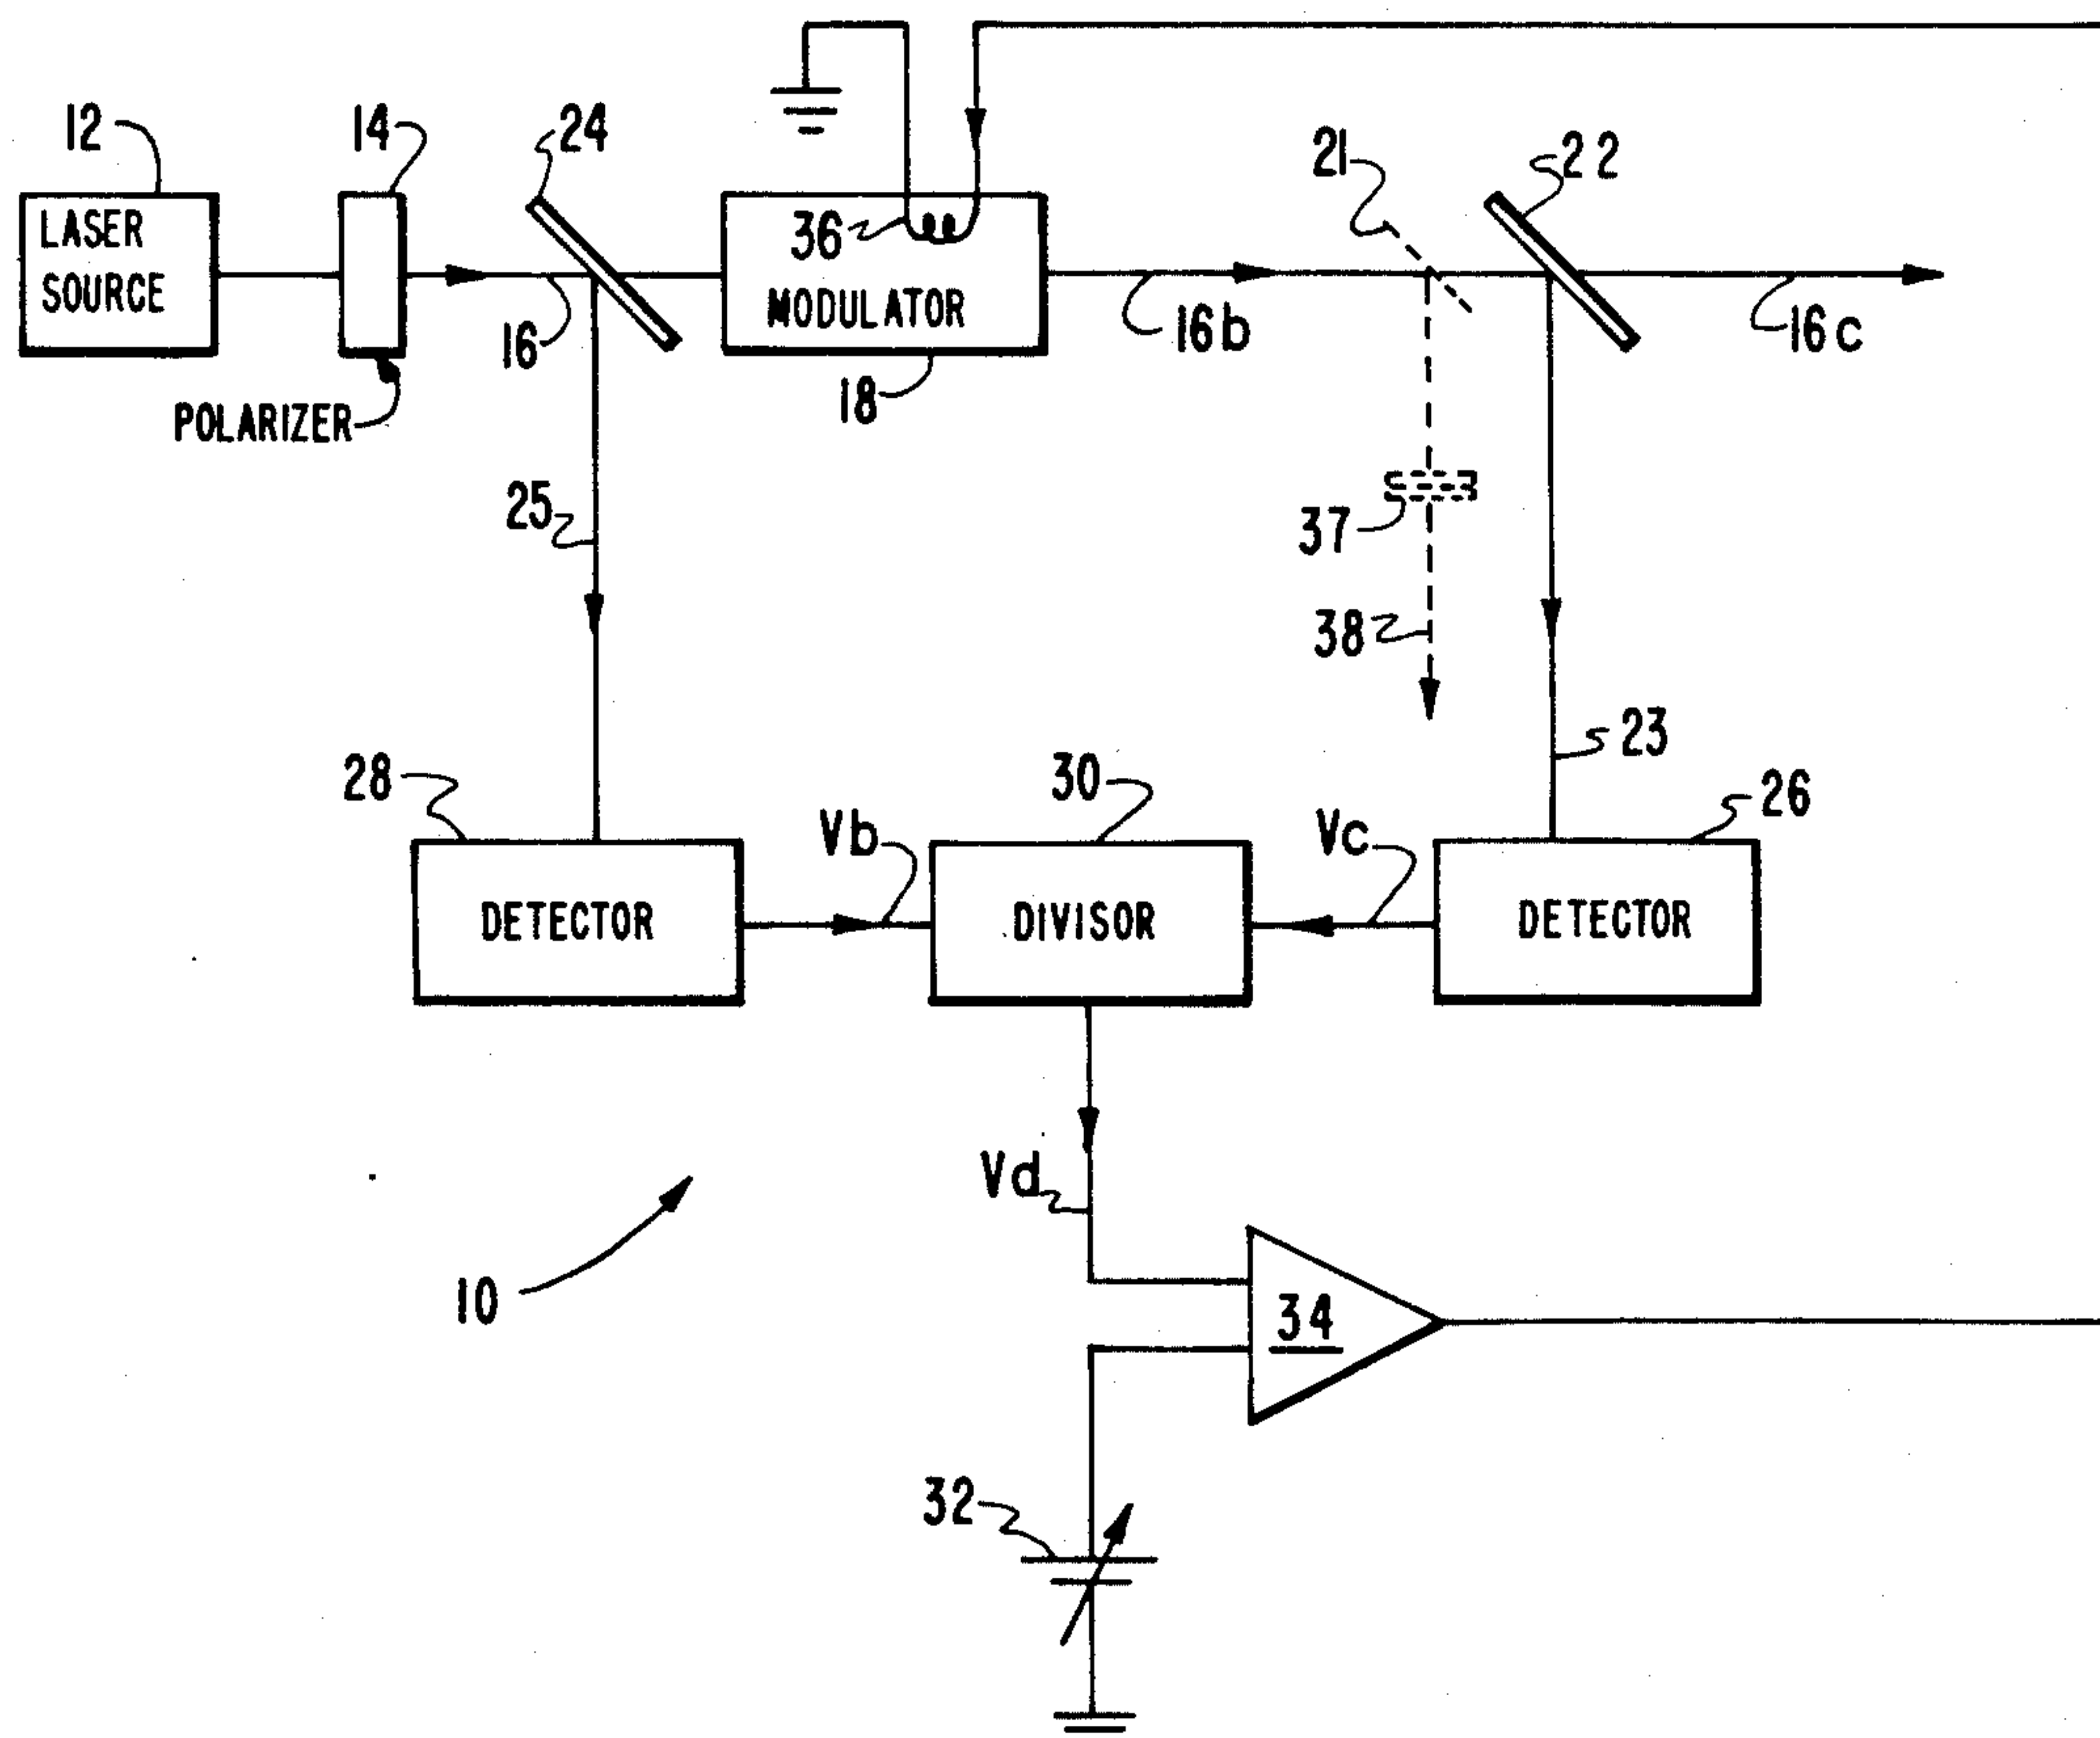 12
14
24
21
22
LASER
SOURCE
36
MODULATOR
16
16b
16c
18
POLARIZER
25
37
38
23
28
30
26
Vb
Vc
DETECTOR
DIVISOR
DETECTOR
Vd
10
34
32